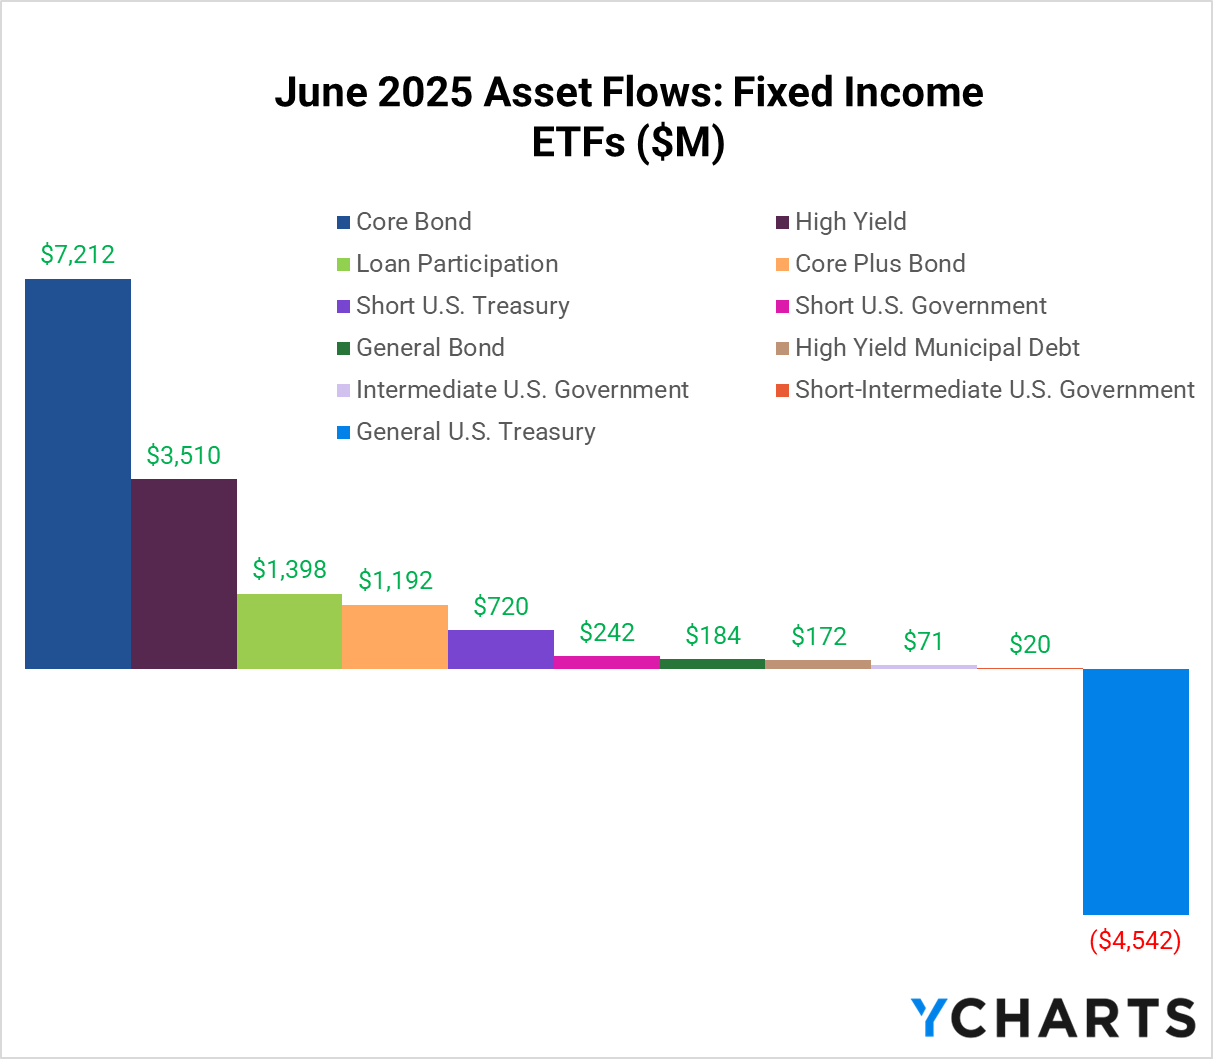 June 2025 Asset Flows: Fixed Income
ETFs ($M)
Core Bond
High Yield
Loan Participation
Core Plus Bond
Short U.S. Treasury
Short U.S. Government
General Bond
High Yield Municipal Debt
Intermediate U.S. Government
Short-Intermediate U.S. Government
General U.S. Treasury
$7,212
$3,510
$1,398
$1,192
$720
$242
$184
$172
$71
$20
($4,542)
YCHARTS